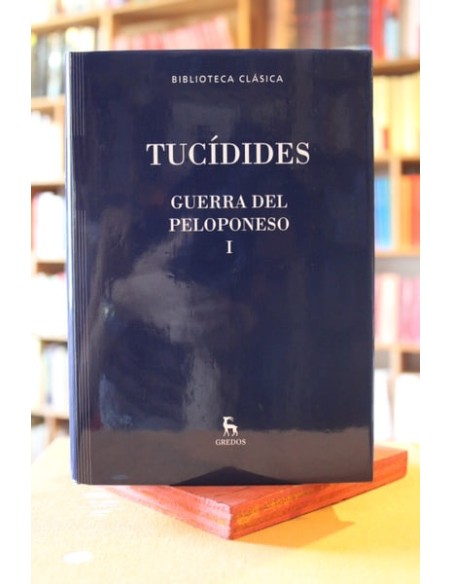 BIBLIOTECA CLÁSICA
TUCÍDIDES
GUERRA DEL
PELOPONESO
I
GREDOS